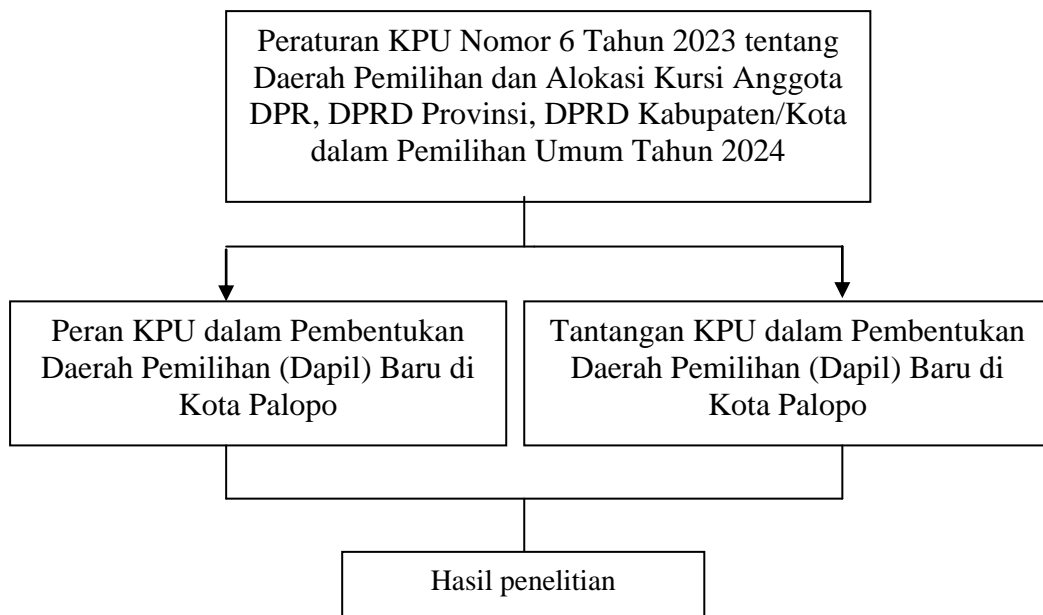 Peraturan KPU Nomor 6 Tahun 2023 tentang
Daerah Pemilihan dan Alokasi Kursi Anggota
DPR, DPRD Provinsi, DPRD Kabupaten/Kota
dalam Pemilihan Umum Tahun 2024
Peran KPU dalam Pembentukan
Daerah Pemilihan (Dapil) Baru di
Kota Palopo
Tantangan KPU dalam Pembentukan
Daerah Pemilihan (Dapil) Baru di
Kota Palopo
Hasil penelitian